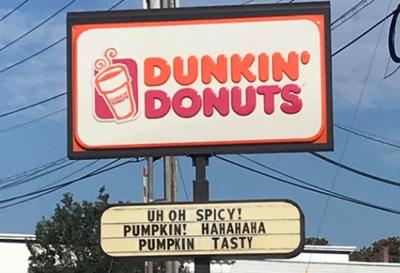 DUNKIN'
DONUTS
UH OH SPICY!
PUMPKIN! HAHAHAHA
PUMPKIN TASTY